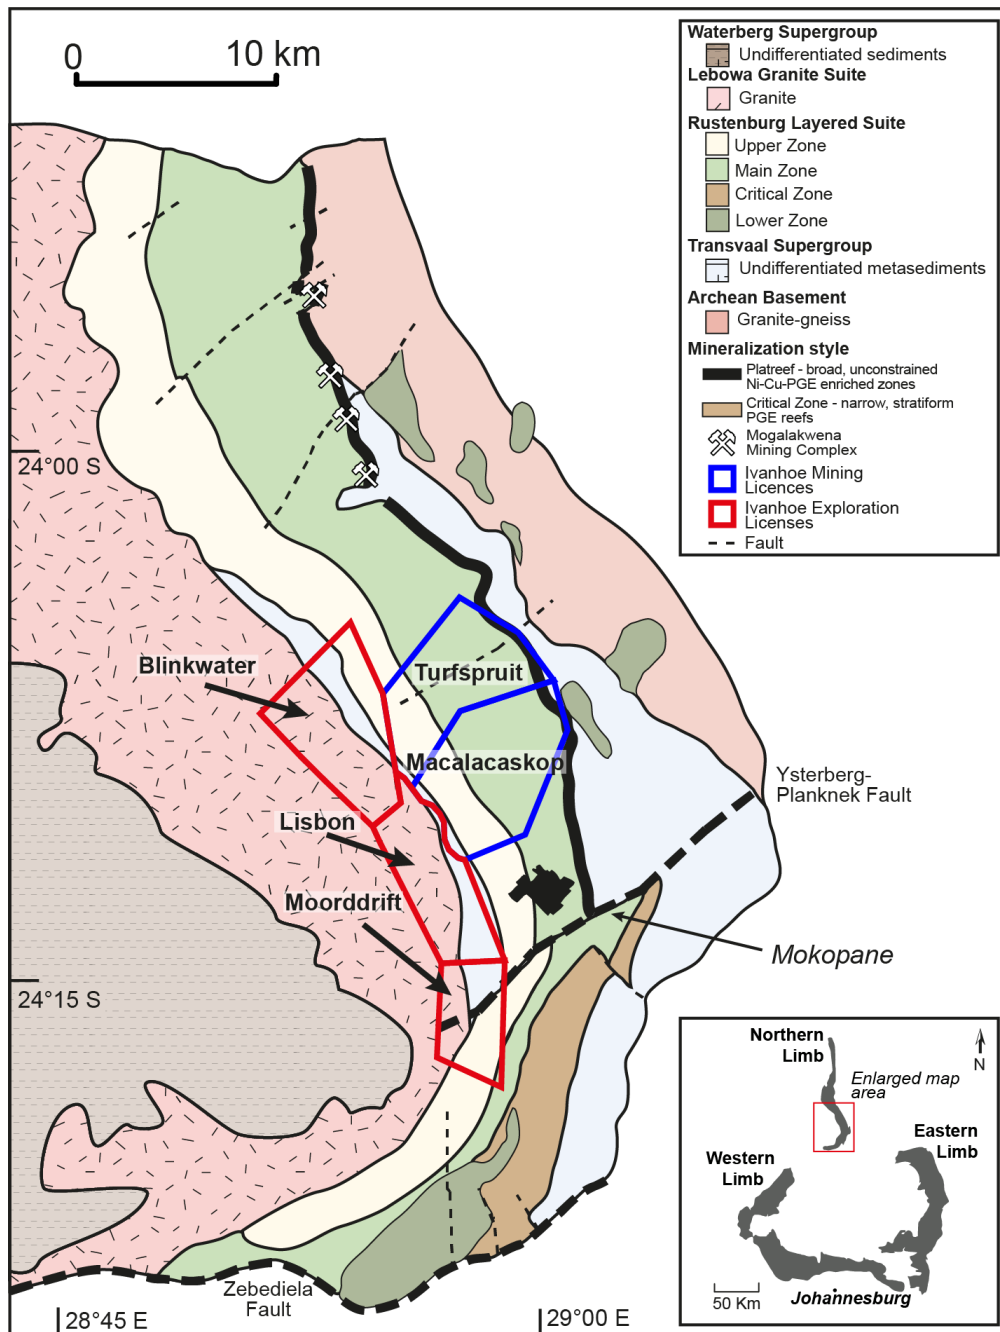 0
10 km
Waterberg Supergroup
Undifferentiated sediments
Lebowa Granite Suite
Granite
Rustenburg Layered Suite
Upper Zone
Main Zone
Critical Zone
Lower Zone
Transvaal Supergroup
Undifferentiated metasediments
Archean Basement
Granite-gneiss
Mineralization style
Platreef - broad, unconstrained
Ni-Cu-PGE enriched zones
Critical Zone - narrow, stratiform
PGE reefs
Mogalakwena
Mining Complex
Ivanhoe Mining
Licences
Ivanhoe Exploration
Licenses
Fault
24°00 S
Blinkwater
Turfspruit
Macalacaskop
Lisbon
Moorddrift
Ysterberg-
Planknek Fault
Mokopane
24°15 S
Zebediela
Fault
28°45 E
29°00 E
Northern
Limb
N
Enlarged map
area
Eastern
Limb
Western
Limb
50 Km
Johannesburg